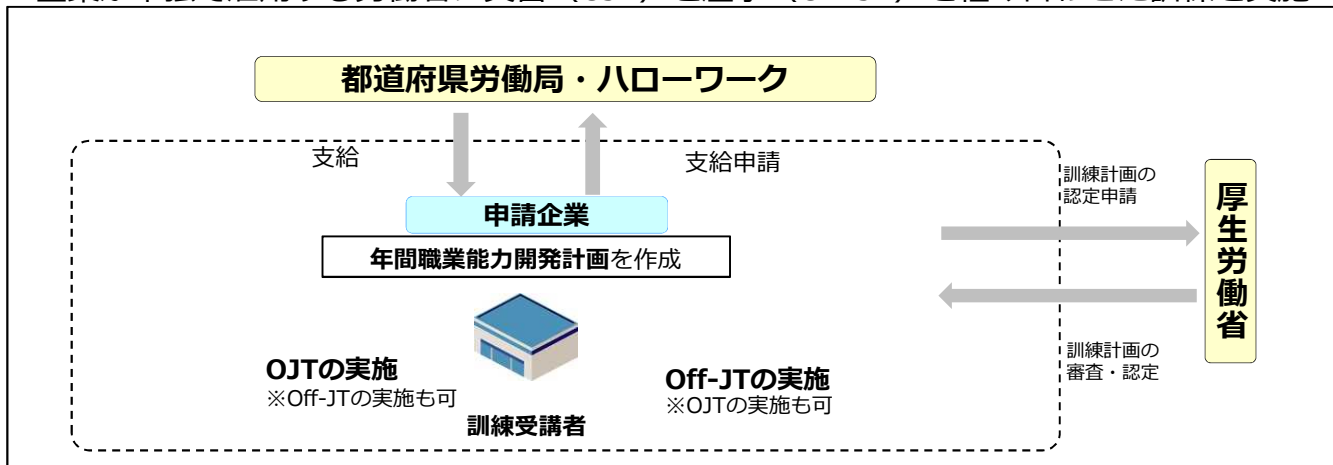 都道府県労働局・ハローワーク
支給
支給申請
訓練計画の
認定申請
申請企業
年間職業能力開発計画を作成
厚生労働省
OJTの実施
※Off-JTの実施も可
Off-JTの実施
※OJTの実施も可
訓練計画の
審査・認定
訓練受講者